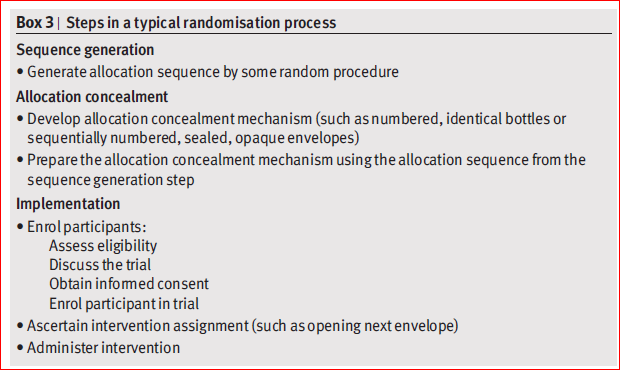 Box 3 | Steps in a typical randomisation process
Sequence generation
• Generate allocation sequence by some random procedure
Allocation concealment
• Develop allocation concealment mechanism (such as numbered, identical bottles or
sequentially numbered, sealed, opaque envelopes)
• Prepare the allocation concealment mechanism using the allocation sequence from the
sequence generation step
Implementation
• Enrol participants:
Assess eligibility
Discuss the trial
Obtain informed consent
Enrol participant in trial
• Ascertain intervention assignment (such as opening next envelope)
• Administer intervention